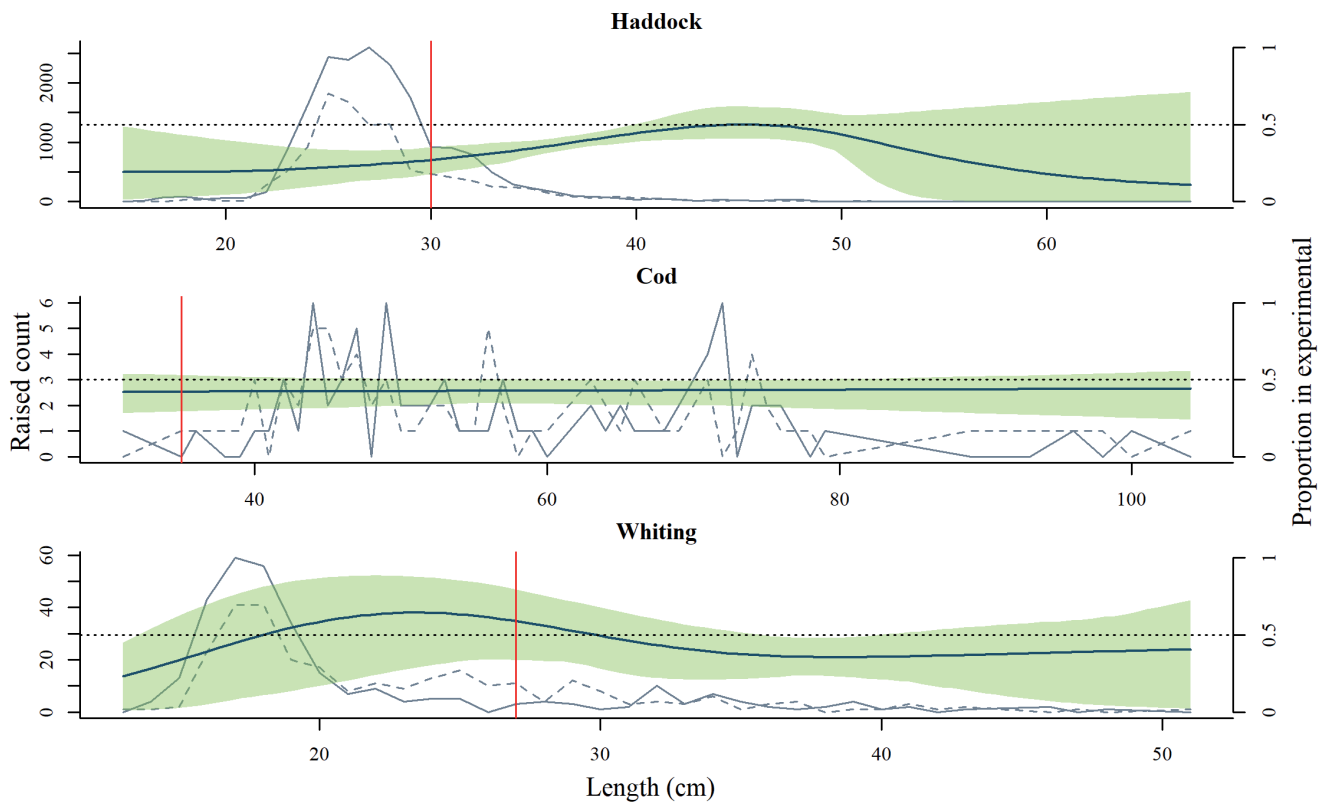 Haddock
0 1000 2000
0 0.5 1
20 30 40 50 60
Cod
0 1 2 3 4 5 6
0 0.5 1
40 60 80 100
Whiting
0 20 40 60
0 0.5 1
20 30 40 50
Raised count
Proportion in experimental
Length (cm)